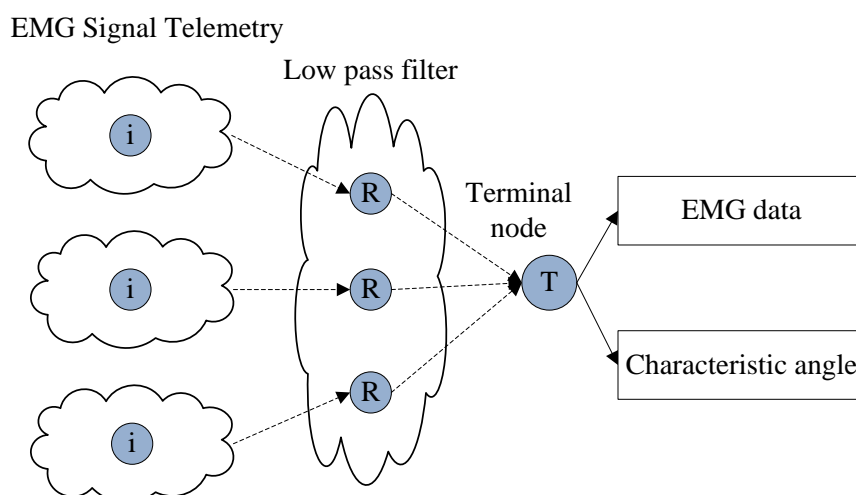 EMG Signal Telemetry
Low pass filter
i
R
Terminal
node
EMG data
i
R
T
R
Characteristic angle
i